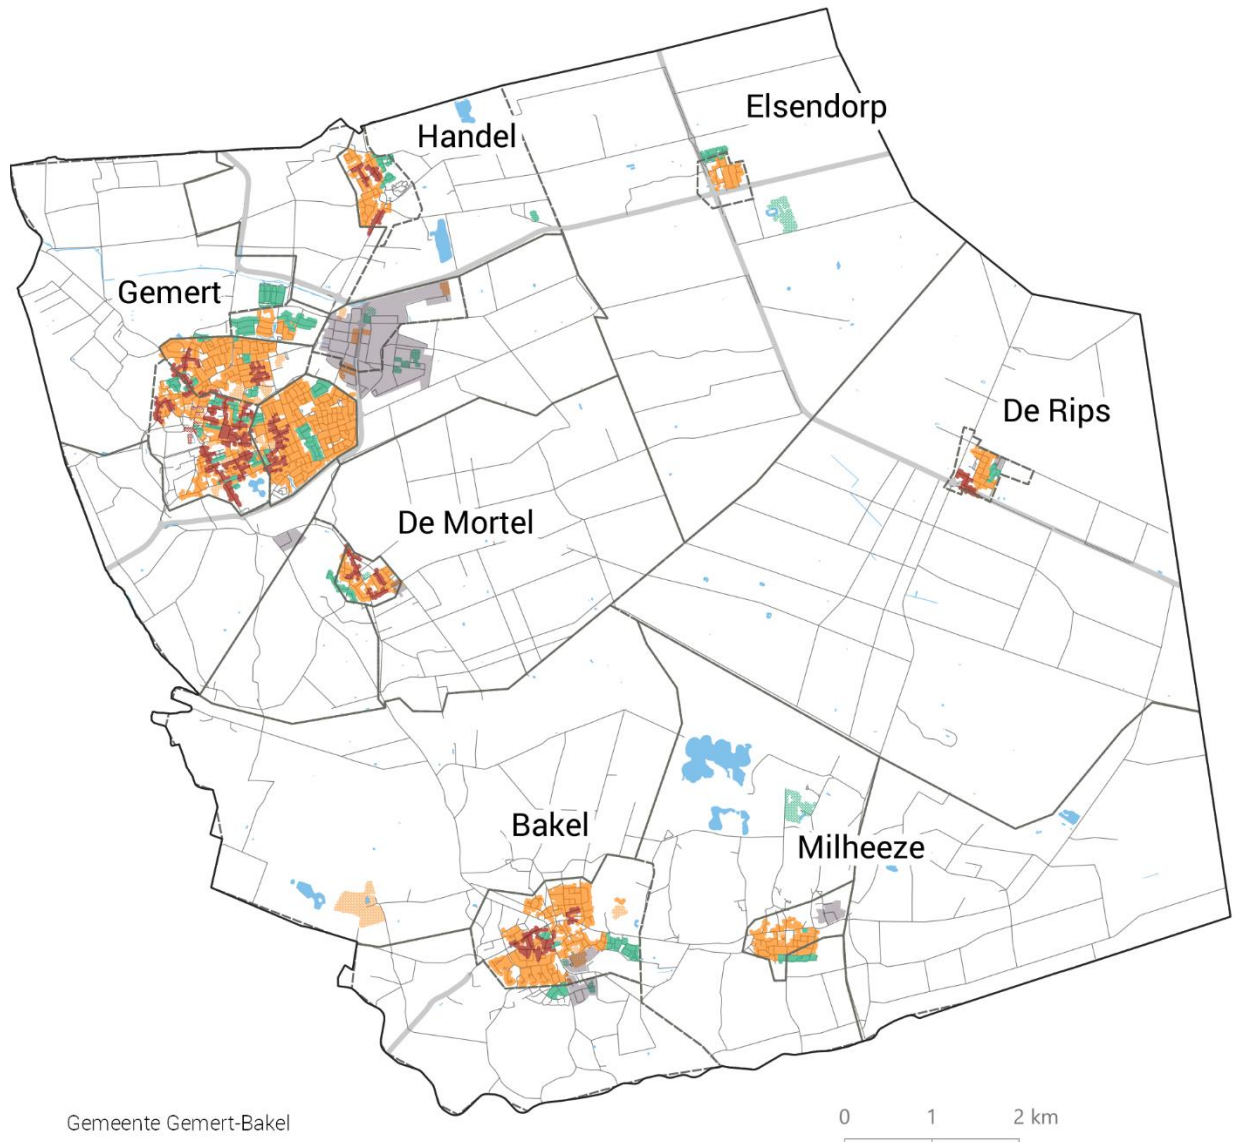 Elsendorp
Handel
Gemert
De Rips
De Mortel
Bakel
Milheeze
Gemeente Gemert-Bakel
0 1 2 km